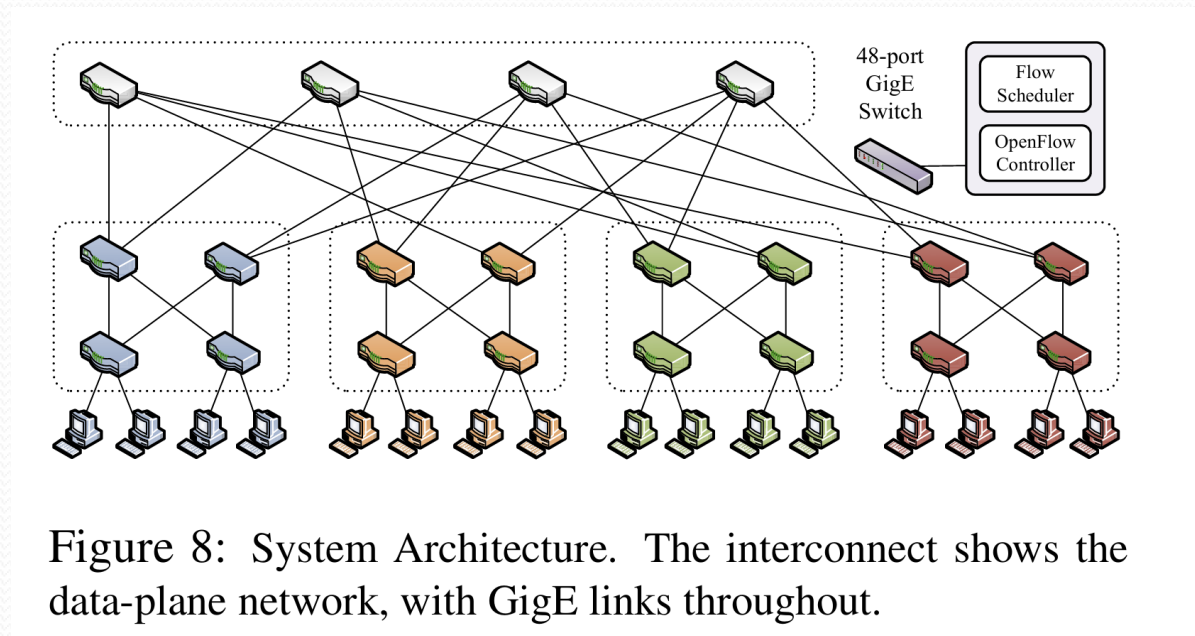 48-port
GigE
Switch
Flow
Scheduler
OpenFlow
Controller
Figure 8: System Architecture. The interconnect shows the
data-plane network, with GigE links throughout.